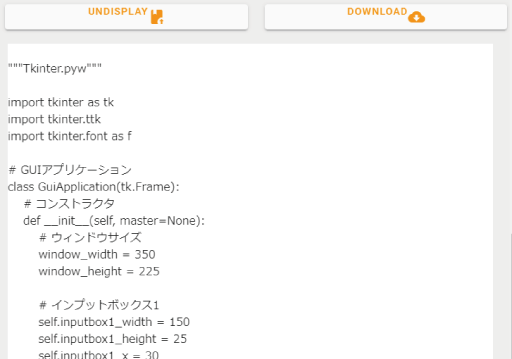 UNDISPLAY
DOWNLOAD
"""Tkinter.pyw"""
import tkinter as tk
import tkinter.ttk
import tkinter.font as f
# GUIアプリケーション
class GuiApplication(tk.Frame):
# コンストラクタ
def __init__(self, master=None):
# ウィンドウサイズ
window_width = 350
window_height = 225
# インプットボックス1
self.inputbox1_width = 150
self.inputbox1_height = 25
self.inputbox1_x = 30